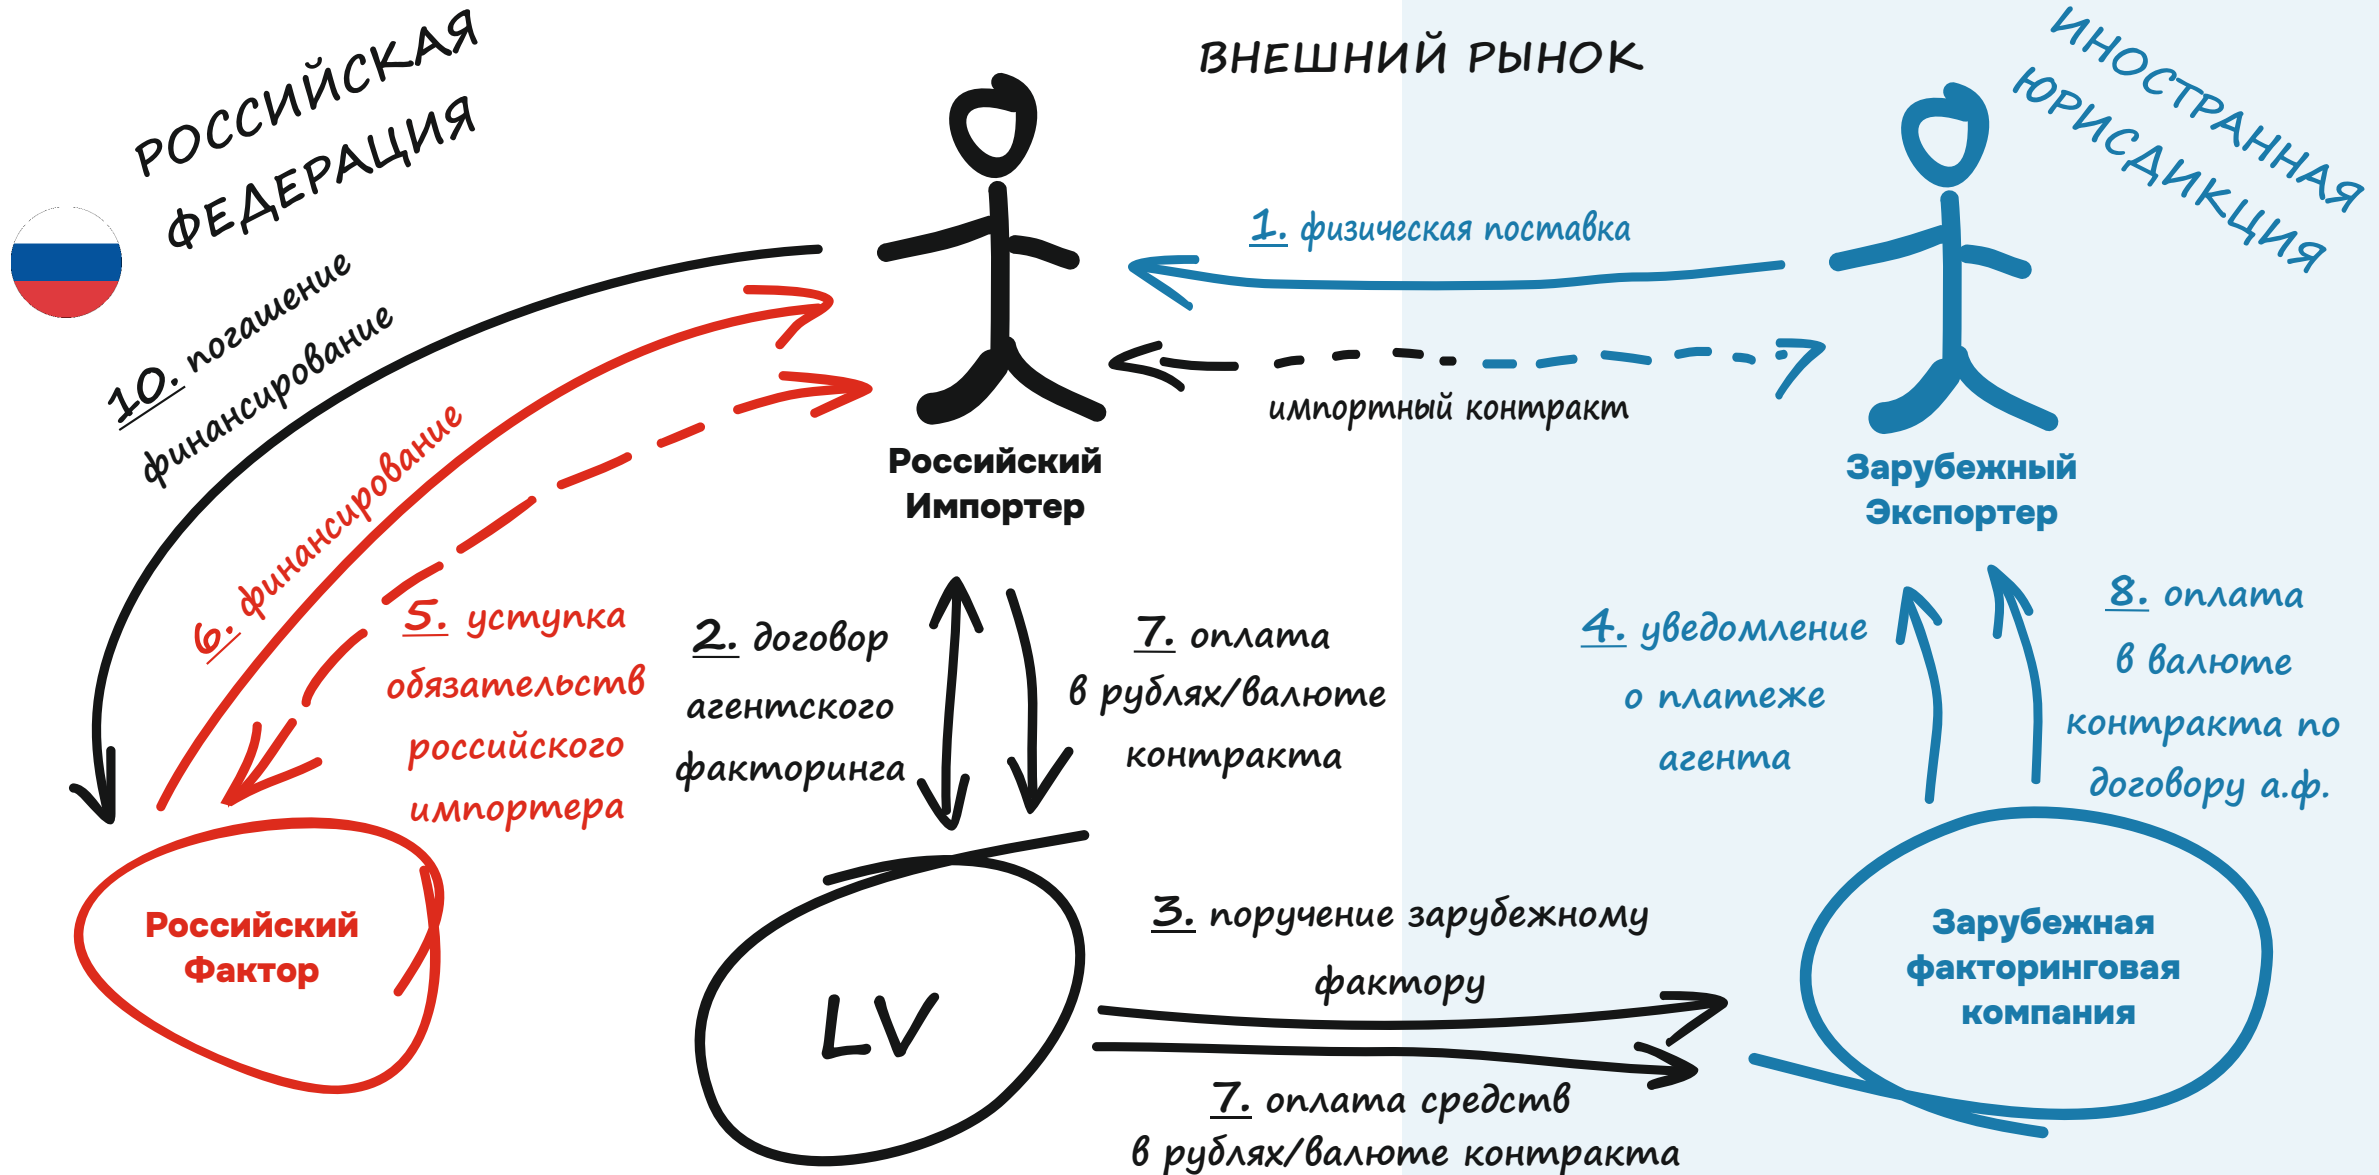 РОССИЙСКАЯ
ФЕДЕРАЦИЯ
ВНЕШНИЙ РЫНОК
ИНОСТРАННАЯ
ЮРИСДИКЦИЯ
1. физическая поставка
импортный контракт
Российский
Импортер
Зарубежный
Экспортер
10. погашение
финансирование
6. финансирование
5. уступка
обязательств
российского
импортера
2. договор
агентского
факторинга
7. оплата
в рублях/валюте
контракта
4. уведомление
о платеже
агента
8. оплата
в валюте
контракта по
договору а.ф.
Российский
Фактор
LV
3. поручение зарубежному
фактору
7. оплата средств
в рублях/валюте контракта
Зарубежная
факторинговая
компания